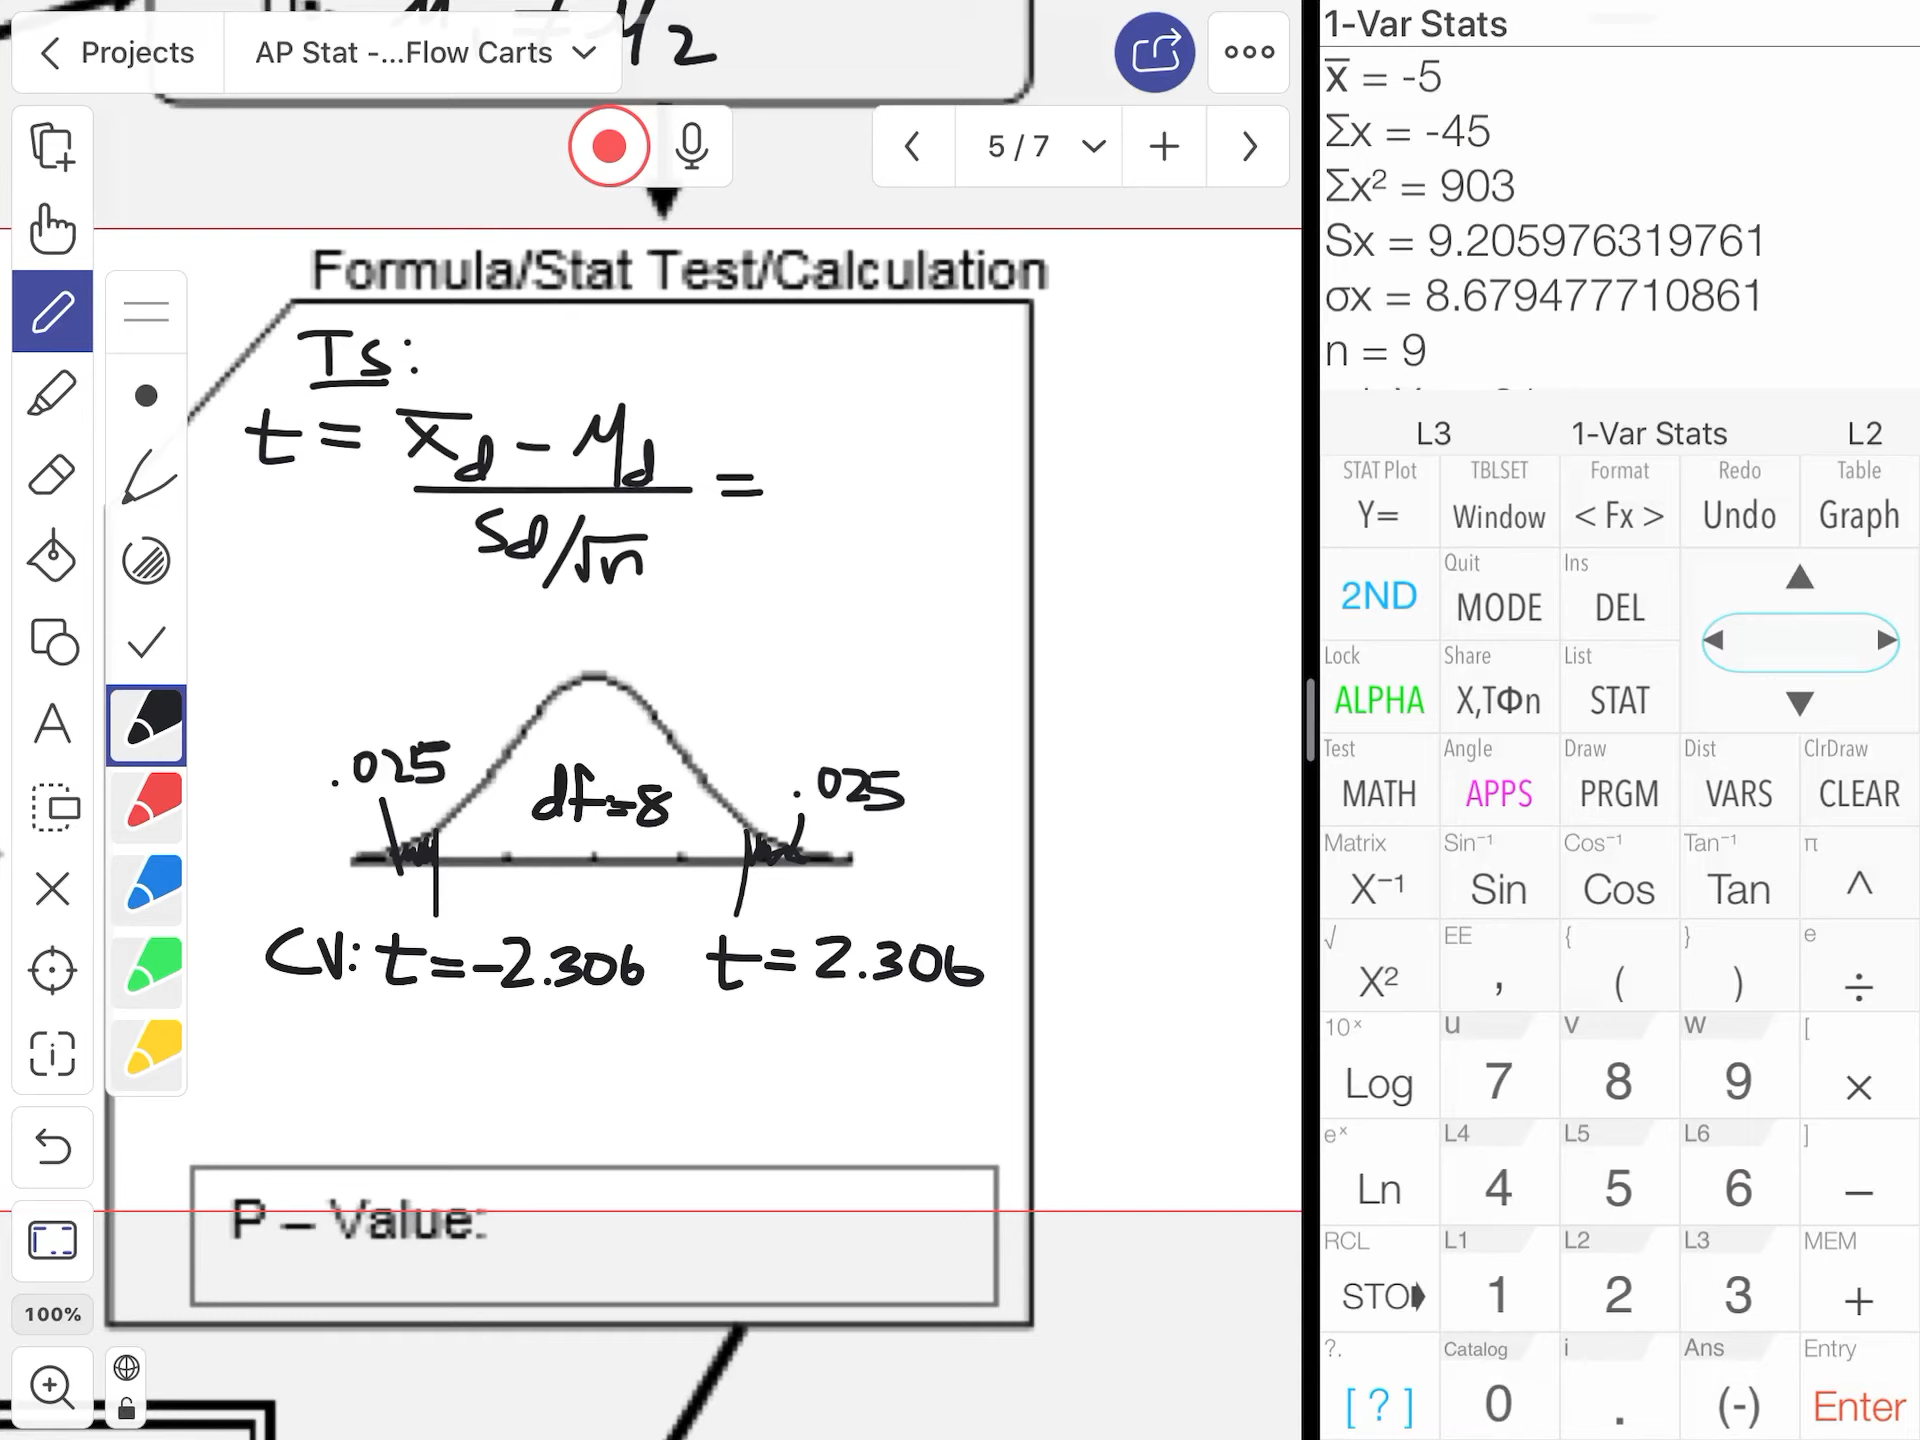 μ₁ ≠ μ₂
Projects
AP Stat -...Flow Carts
5 / 7
Formula/Stat Test/Calculation
TS:
t = x̄d - μd =
Sd/√n
.025
df=8
.025
CV: t=-2.306 t=2.306
P – Value:
A
100%
1-Var Stats
x̄ = -5
Σx = -45
Σx² = 903
Sx = 9.205976319761
σx = 8.679477710861
n = 9
L3 1-Var Stats L2
STAT Plot TBLSET Format Redo Table
Y= Window < Fx > Undo Graph
Quit Ins
2ND MODE DEL
Lock Share List
ALPHA X,TΦn STAT
Test Angle Draw Dist ClrDraw
MATH APPS PRGM VARS CLEAR
Matrix Sin⁻¹ Cos⁻¹ Tan⁻¹ π
X⁻¹ Sin Cos Tan ^
√ EE { } e
X² , ( ) ÷
10ˣ u v w [
Log 7 8 9 ×
eˣ L4 L5 L6 ]
Ln 4 5 6 −
RCL L1 L2 L3 MEM
STO 1 2 3 +
?. Catalog i Ans Entry
[ ? ] 0 . (-) Enter